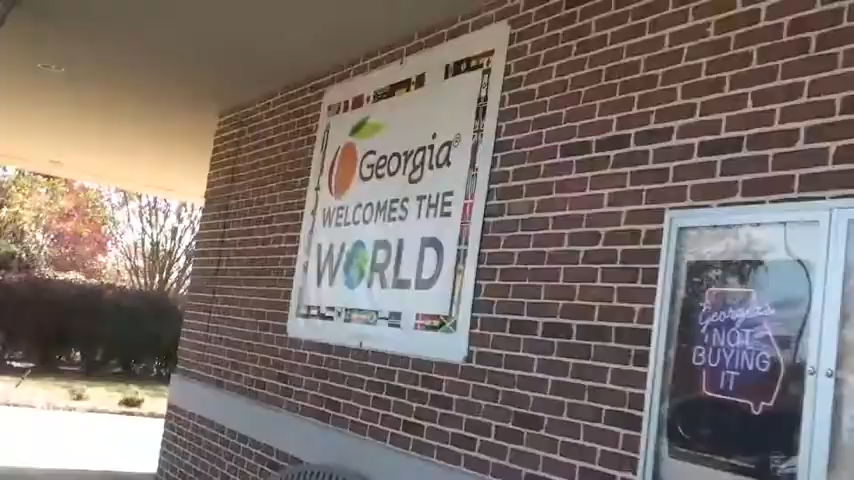 Georgia®
WELCOMES THE
WORLD
Georgia's
NOT
BUYING
IT